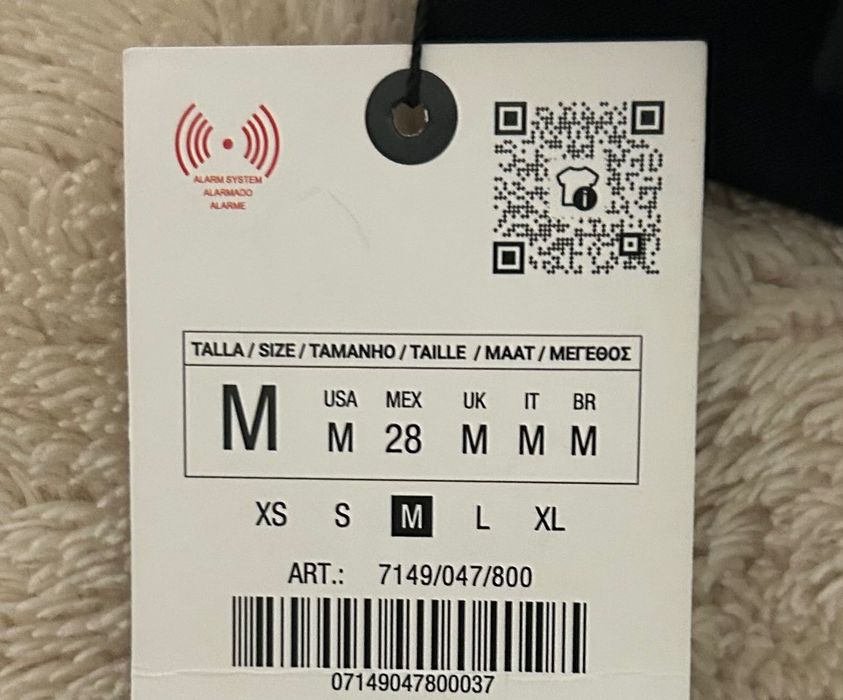 ALARM SYSTEM
ALARMADO
ALARME
TALLA / SIZE / TAMANHO / TAILLE / MAAT / ΜΕΓΕΘΟΣ
M USA MEX UK IT BR
M 28 M M M
XS S M L XL
ART.: 7149/047/800
07149047800037